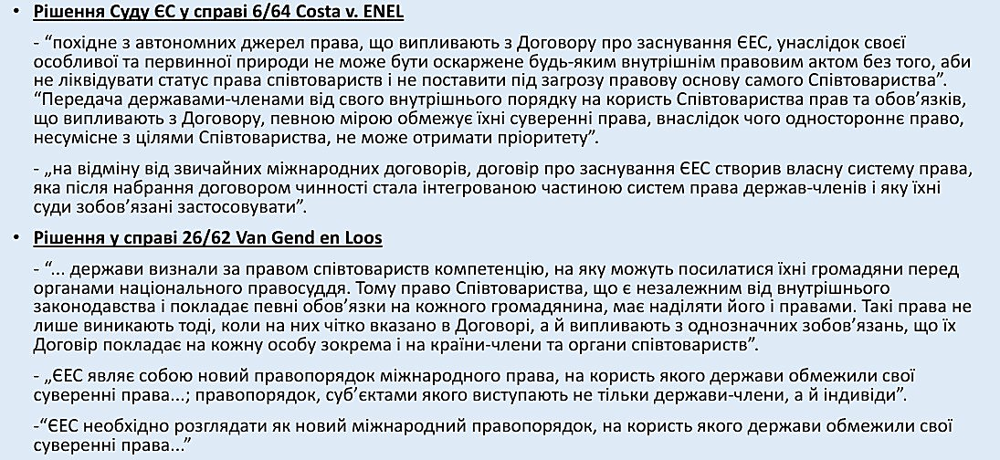 • Рішення Суду ЄС у справі 6/64 Costa v. ENEL
- “похідне з автономних джерел права, що випливають з Договору про заснування ЄЕС, унаслідок своєї
особливої та первинної природи не може бути оскаржене будь-яким внутрішнім правовим актом без того, аби
не ліквідувати статус права співтовариств і не поставити під загрозу правову основу самого Співтовариства”.
“Передача державами-членами від свого внутрішнього порядку на користь Співтовариства прав та обов’язків,
що випливають з Договору, певною мірою обмежує їхні суверенні права, внаслідок чого одностороннє право,
несумісне з цілями Співтовариства, не може отримати пріоритету”.
- „на відміну від звичайних міжнародних договорів, договір про заснування ЄЕС створив власну систему права,
яка після набрання договором чинності стала інтегрованою частиною систем права держав-членів і яку їхні
суди зобов’язані застосовувати”.
• Рішення у справі 26/62 Van Gend en Loos
- “... держави визнали за правом співтовариств компетенцію, на яку можуть посилатися їхні громадяни перед
органами національного правосуддя. Тому право Співтовариства, що є незалежним від внутрішнього
законодавства і покладає певні обов’язки на кожного громадянина, має наділяти його і правами. Такі права не
лише виникають тоді, коли на них чітко вказано в Договорі, а й випливають з однозначних зобов’язань, що їх
Договір покладає на кожну особу зокрема і на країни-члени та органи співтовариств”.
- „ЄЕС являє собою новий правопорядок міжнародного права, на користь якого держави обмежили свої
суверенні права...; правопорядок, суб’єктами якого виступають не тільки держави-члени, а й індивіди”.
-“ЄЕС необхідно розглядати як новий міжнародний правопорядок, на користь якого держави обмежили свої
суверенні права...”